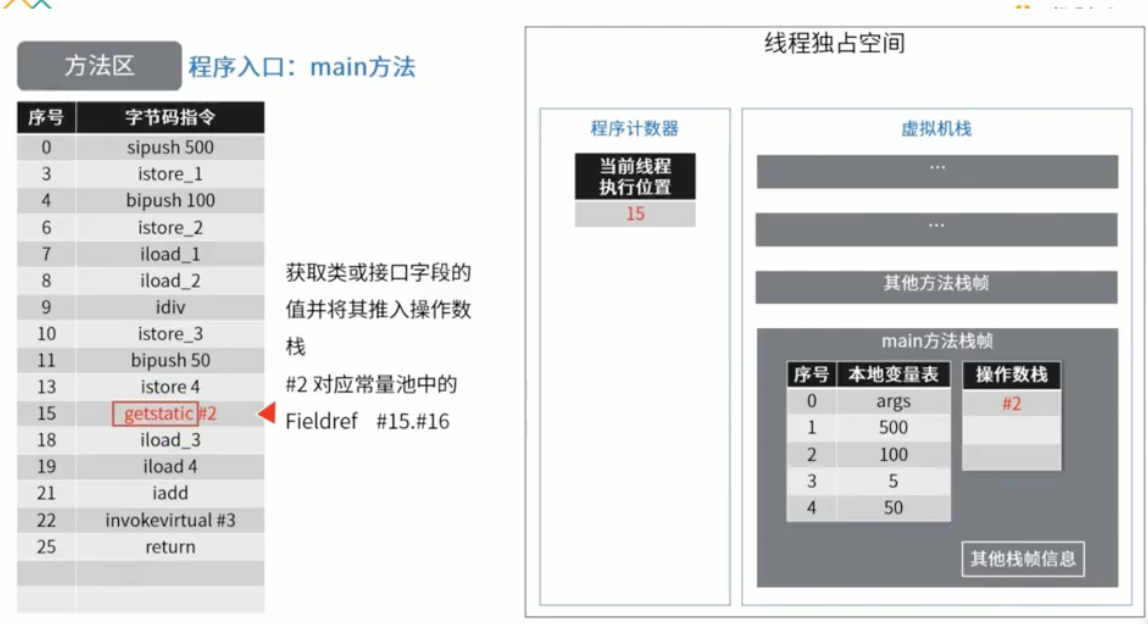 方法区 程序入口：main方法
序号 字节码指令
0 sipush 500
3 istore_1
4 bipush 100
6 istore_2
7 iload_1
8 iload_2
9 idiv
10 istore_3
11 bipush 50
13 istore 4
15 getstatic #2
18 iload_3
19 iload 4
21 iadd
22 invokevirtual #3
25 return
获取类或接口字段的
值并将其推入操作数
栈
#2 对应常量池中的
Fieldref #15.#16
线程独占空间
程序计数器
当前线程
执行位置
15
虚拟机栈
...
...
其他方法栈帧
main方法栈帧
序号 本地变量表
0 args
1 500
2 100
3 5
4 50
操作数栈
#2
其他栈帧信息